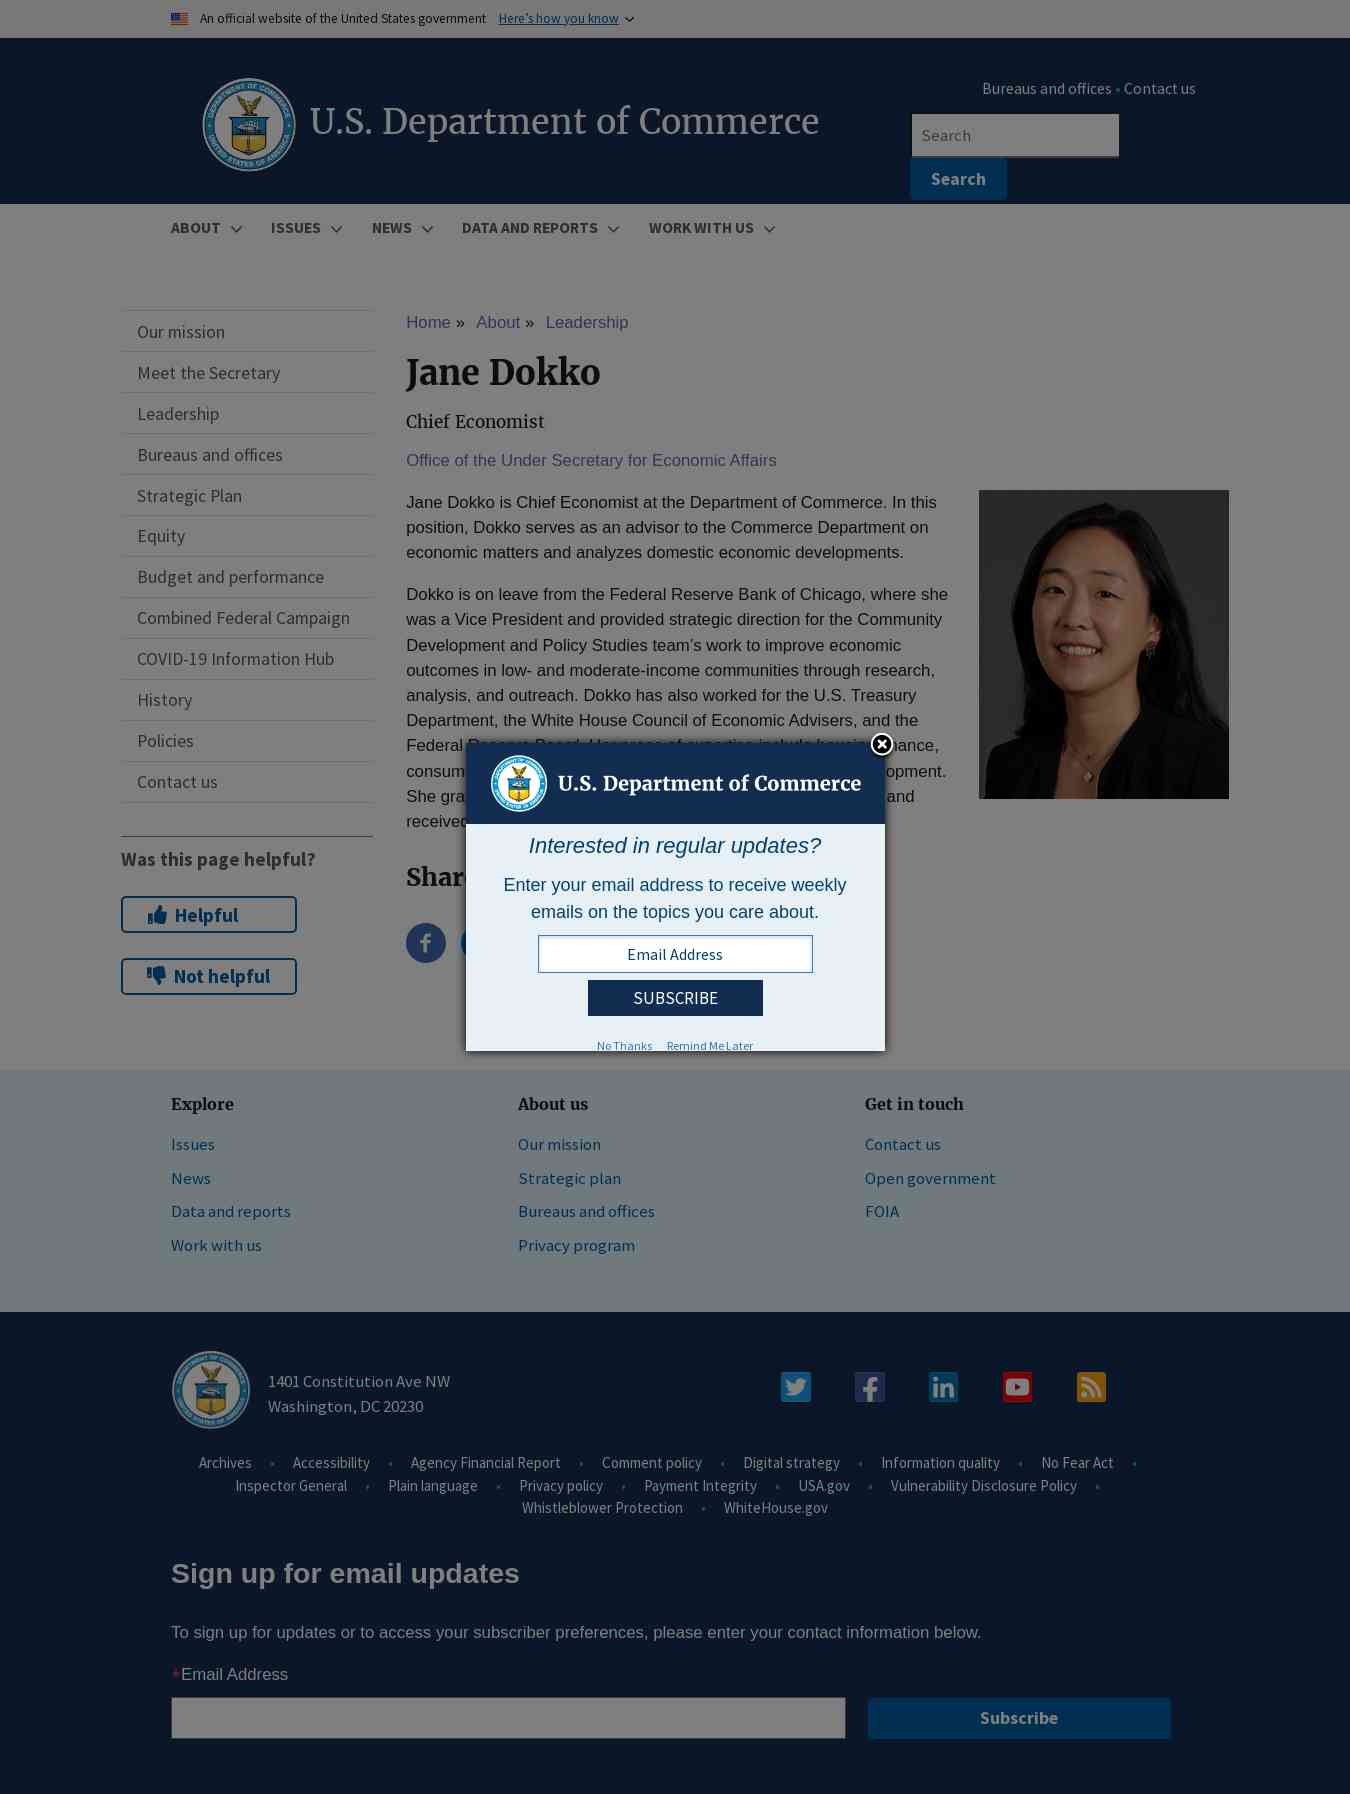 An official website of the United States government Here's how you know
Bureaus and offices • Contact us
U.S. Department of Commerce
Search
Search
ABOUT ISSUES NEWS DATA AND REPORTS WORK WITH US
Our mission
Meet the Secretary
Leadership
Bureaus and offices
Strategic Plan
Equity
Budget and performance
Combined Federal Campaign
COVID-19 Information Hub
History
Policies
Contact us
Was this page helpful?
Helpful
Not helpful
Home » About » Leadership
Jane Dokko
Chief Economist
Office of the Under Secretary for Economic Affairs
Jane Dokko is Chief Economist at the Department of Commerce. In this
position, Dokko serves as an advisor to the Commerce Department on
economic matters and analyzes domestic economic developments.
Dokko is on leave from the Federal Reserve Bank of Chicago, where she
was a Vice President and provided strategic direction for the Community
Development and Policy Studies team's work to improve economic
outcomes in low- and moderate-income communities through research,
analysis, and outreach. Dokko has also worked for the U.S. Treasury
Department, the White House Council of Economic Advisers, and the
Federal
She
and
received
U.S. Department of Commerce
Interested in regular updates?
Enter your email address to receive weekly
emails on the topics you care about.
Email Address
SUBSCRIBE
No Thanks Remind Me Later
Explore
Issues
News
Data and reports
Work with us
About us
Our mission
Strategic plan
Bureaus and offices
Privacy program
Get in touch
Contact us
Open government
FOIA
1401 Constitution Ave NW
Washington, DC 20230
Archives • Accessibility • Agency Financial Report • Comment policy • Digital strategy • Information quality • No Fear Act •
Inspector General • Plain language • Privacy policy • Payment Integrity • USA.gov • Vulnerability Disclosure Policy •
Whistleblower Protection • WhiteHouse.gov
Sign up for email updates
To sign up for updates or to access your subscriber preferences, please enter your contact information below.
*Email Address
Subscribe